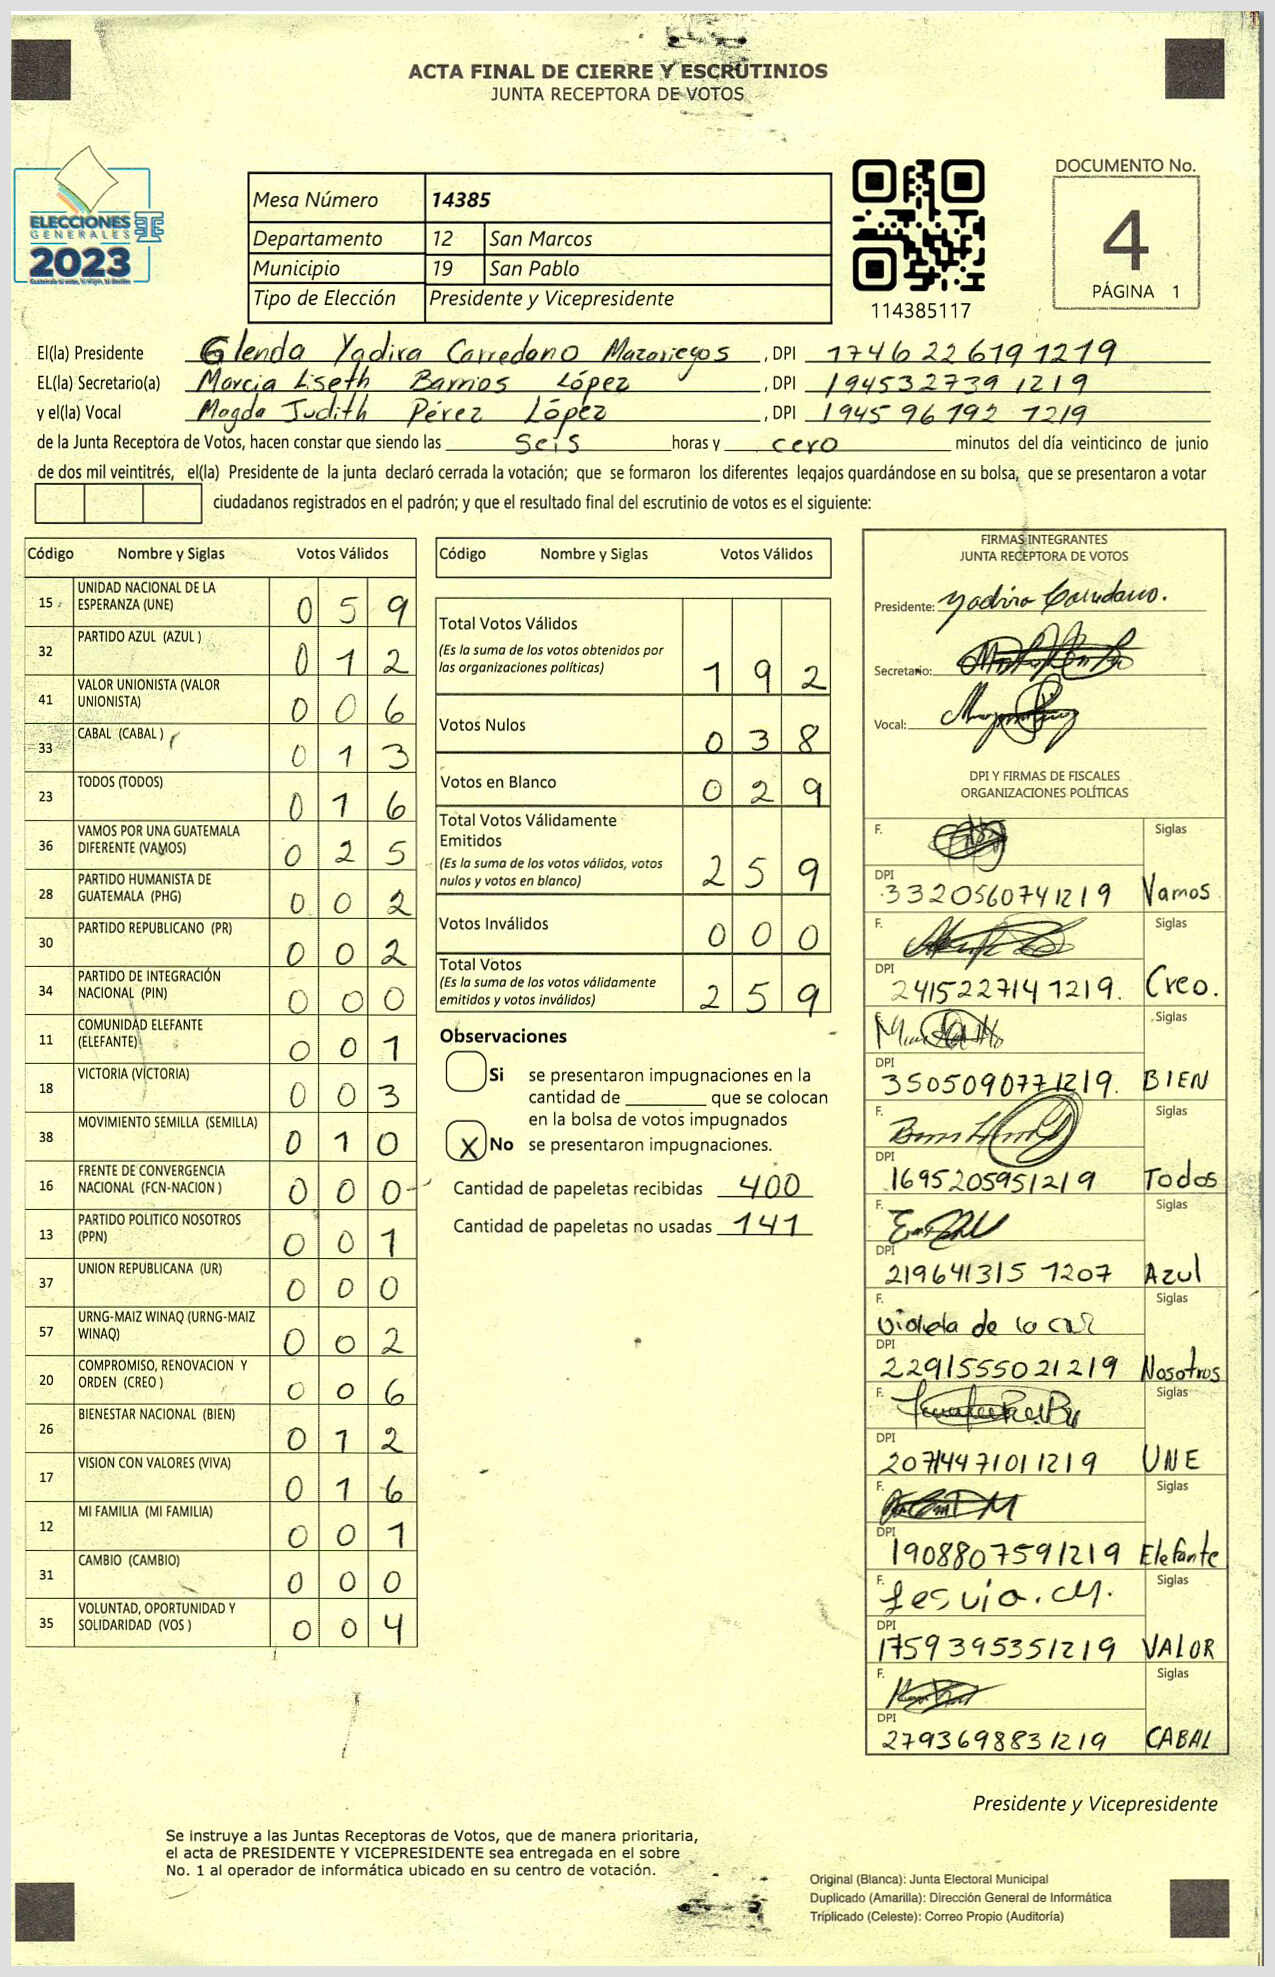 ACTA FINAL DE CIERRE Y ESCRUTINIOS
JUNTA RECEPTORA DE VOTOS
ELECCIONES
GENERALES
2023
Mesa Número 14385
Departamento 12 San Marcos
Municipio 19 San Pablo
Tipo de Elección Presidente y Vicepresidente
114385117
DOCUMENTO No.
4
PÁGINA 1
El(la) Presidente Glenda Yadira Carredano Mazariegos , DPI 1746226191219
EL(la) Secretario(a) Marcia Liseth Barrios López , DPI 194532739 1219
y el(la) Vocal Magda Judith Pérez López , DPI 194596192 1219
de la Junta Receptora de Votos, hacen constar que siendo las seis horas y cero minutos del día veinticinco de junio
de dos mil veintitrés, el(la) Presidente de la junta declaró cerrada la votación; que se formaron los diferentes legajos guardándose en su bolsa, que se presentaron a votar
ciudadanos registrados en el padrón; y que el resultado final del escrutinio de votos es el siguiente:
Código Nombre y Siglas Votos Válidos
15 UNIDAD NACIONAL DE LA ESPERANZA (UNE) 0 5 9
32 PARTIDO AZUL (AZUL ) 0 1 2
41 VALOR UNIONISTA (VALOR UNIONISTA) 0 0 6
33 CABAL (CABAL ) 0 1 3
23 TODOS (TODOS) 0 1 6
36 VAMOS POR UNA GUATEMALA DIFERENTE (VAMOS) 0 2 5
28 PARTIDO HUMANISTA DE GUATEMALA (PHG) 0 0 2
30 PARTIDO REPUBLICANO (PR) 0 0 2
34 PARTIDO DE INTEGRACIÓN NACIONAL (PIN) 0 0 0
11 COMUNIDAD ELEFANTE (ELEFANTE) 0 0 1
18 VICTORIA (VICTORIA) 0 0 3
38 MOVIMIENTO SEMILLA (SEMILLA) 0 1 0
16 FRENTE DE CONVERGENCIA NACIONAL (FCN-NACION ) 0 0 0
13 PARTIDO POLITICO NOSOTROS (PPN) 0 0 1
37 UNION REPUBLICANA (UR) 0 0 0
57 URNG-MAIZ WINAQ (URNG-MAIZ WINAQ) 0 0 2
20 COMPROMISO, RENOVACION Y ORDEN (CREO ) 0 0 6
26 BIENESTAR NACIONAL (BIEN) 0 1 2
17 VISION CON VALORES (VIVA) 0 1 6
12 MI FAMILIA (MI FAMILIA) 0 0 1
31 CAMBIO (CAMBIO) 0 0 0
35 VOLUNTAD, OPORTUNIDAD Y SOLIDARIDAD (VOS ) 0 0 4
Código Nombre y Siglas Votos Válidos
Total Votos Válidos 1 9 2
(Es la suma de los votos obtenidos por
las organizaciones políticas)
Votos Nulos 0 3 8
Votos en Blanco 0 2 9
Total Votos Válidamente
Emitidos 2 5 9
(Es la suma de los votos válidos, votos
nulos y votos en blanco)
Votos Inválidos 0 0 0
Total Votos 2 5 9
(Es la suma de los votos válidamente
emitidos y votos inválidos)
Observaciones
Si se presentaron impugnaciones en la
cantidad de ________ que se colocan
en la bolsa de votos impugnados
X No se presentaron impugnaciones.
Cantidad de papeletas recibidas 400
Cantidad de papeletas no usadas 141
FIRMAS INTEGRANTES
JUNTA RECEPTORA DE VOTOS
Presidente: Yadira Carredano.
Secretario:
Vocal:
DPI Y FIRMAS DE FISCALES
ORGANIZACIONES POLÍTICAS
F. Siglas
DPI 3320560741219 Vamos
F. Siglas
DPI 241522714 1219. Creo.
F. Siglas
DPI 3505090771219. BIEN
F. Siglas
DPI 1695205951219 Todos
F. Siglas
DPI 219641315 1207 Azul
F. Siglas
DPI 2291555021219 Nosotros
F. Siglas
DPI 2071447101 1219 UNE
F. Siglas
DPI 1908807591219 Elefante
F. Siglas
DPI 1759395351219 VALOR
F. Siglas
DPI 2793698831219 CABAL
Presidente y Vicepresidente
Se instruye a las Juntas Receptoras de Votos, que de manera prioritaria,
el acta de PRESIDENTE Y VICEPRESIDENTE sea entregada en el sobre
No. 1 al operador de informática ubicado en su centro de votación.
Original (Blanca): Junta Electoral Municipal
Duplicado (Amarilla): Dirección General de Informática
Triplicado (Celeste): Correo Propio (Auditoría)